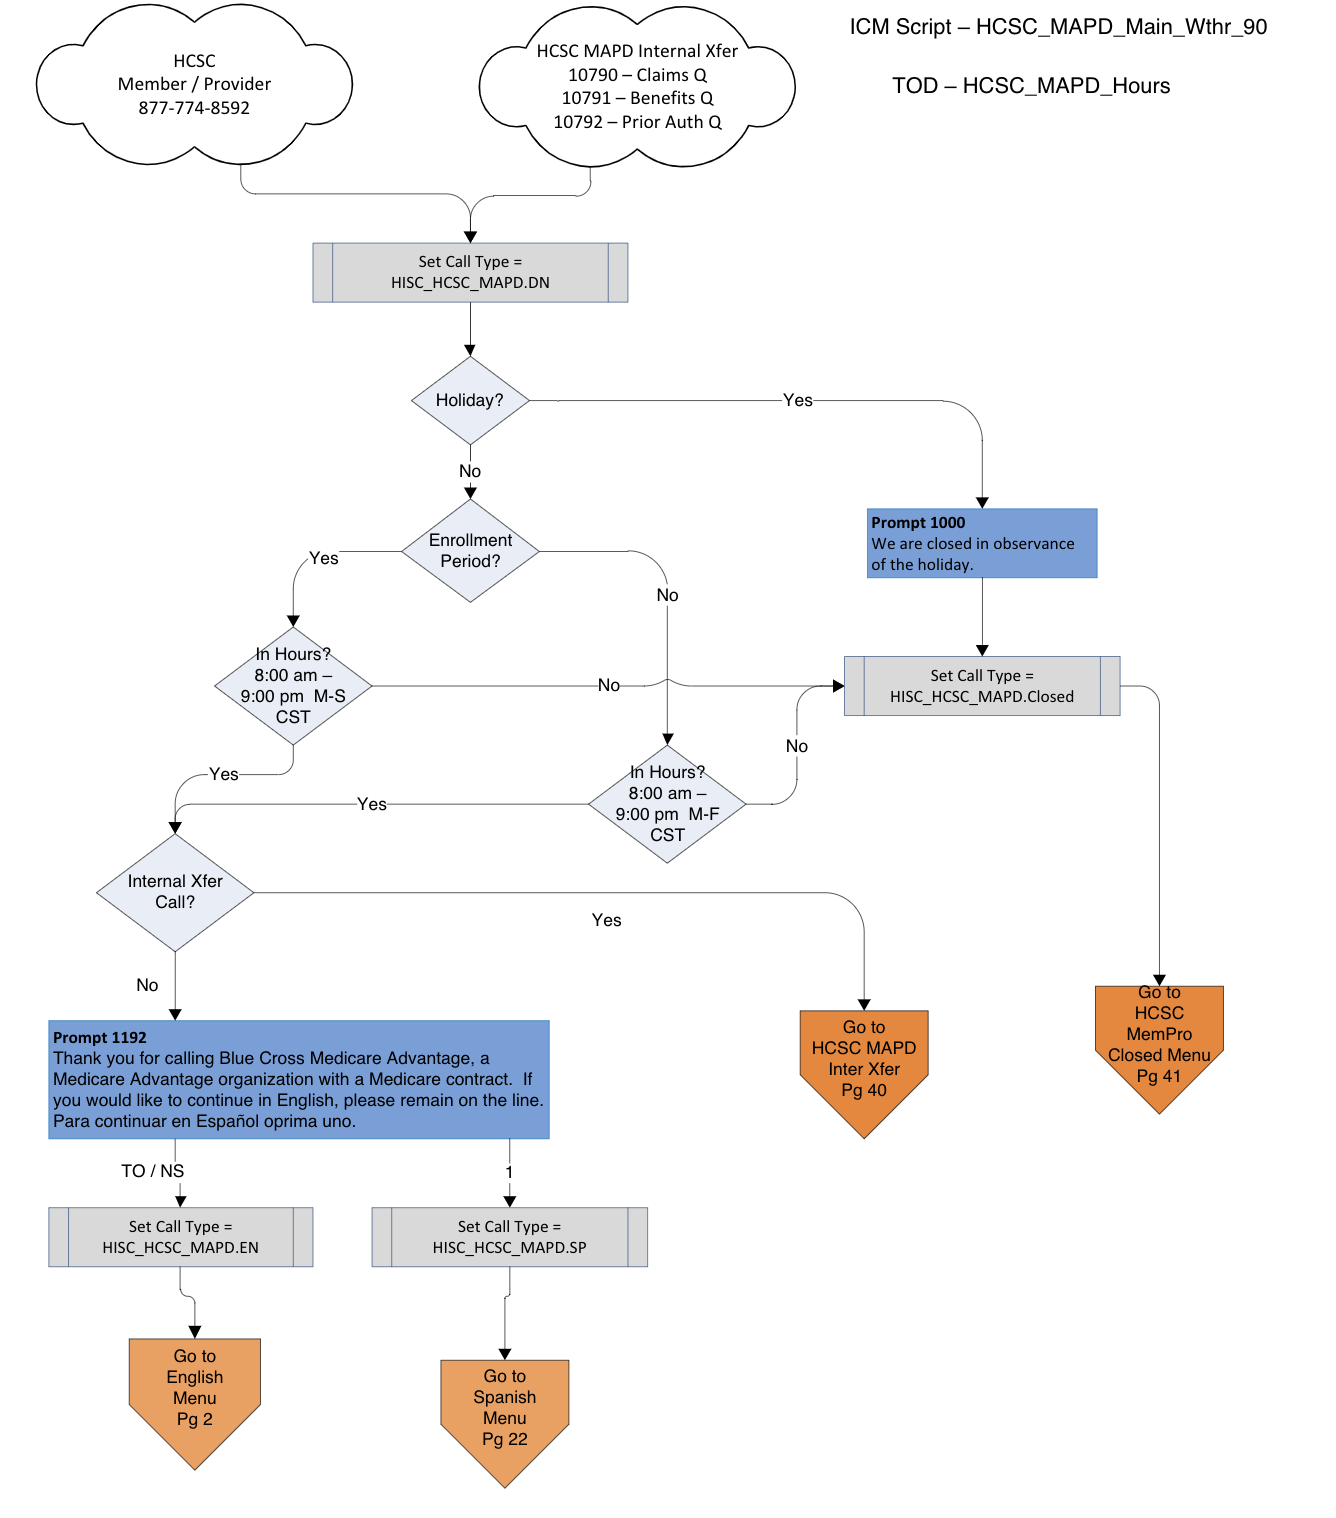 ICM Script – HCSC_MAPD_Main_Wthr_90
TOD – HCSC_MAPD_Hours
HCSC
Member / Provider
877-774-8592
HCSC MAPD Internal Xfer
10790 – Claims Q
10791 – Benefits Q
10792 – Prior Auth Q
Set Call Type =
HISC_HCSC_MAPD.DN
Holiday?
Yes
No
Prompt 1000
We are closed in observance
of the holiday.
Enrollment
Period?
Yes
No
In Hours?
8:00 am –
9:00 pm  M-S
CST
No
Set Call Type =
HISC_HCSC_MAPD.Closed
Yes
In Hours?
8:00 am –
9:00 pm  M-F
CST
No
Yes
Internal Xfer
Call?
Yes
No
Go to
HCSC MAPD
Inter Xfer
Pg 40
Go to
HCSC
MemPro
Closed Menu
Pg 41
Prompt 1192
Thank you for calling Blue Cross Medicare Advantage, a
Medicare Advantage organization with a Medicare contract.  If
you would like to continue in English, please remain on the line.
Para continuar en Español oprima uno.
TO / NS
1
Set Call Type =
HISC_HCSC_MAPD.EN
Set Call Type =
HISC_HCSC_MAPD.SP
Go to
English
Menu
Pg 2
Go to
Spanish
Menu
Pg 22